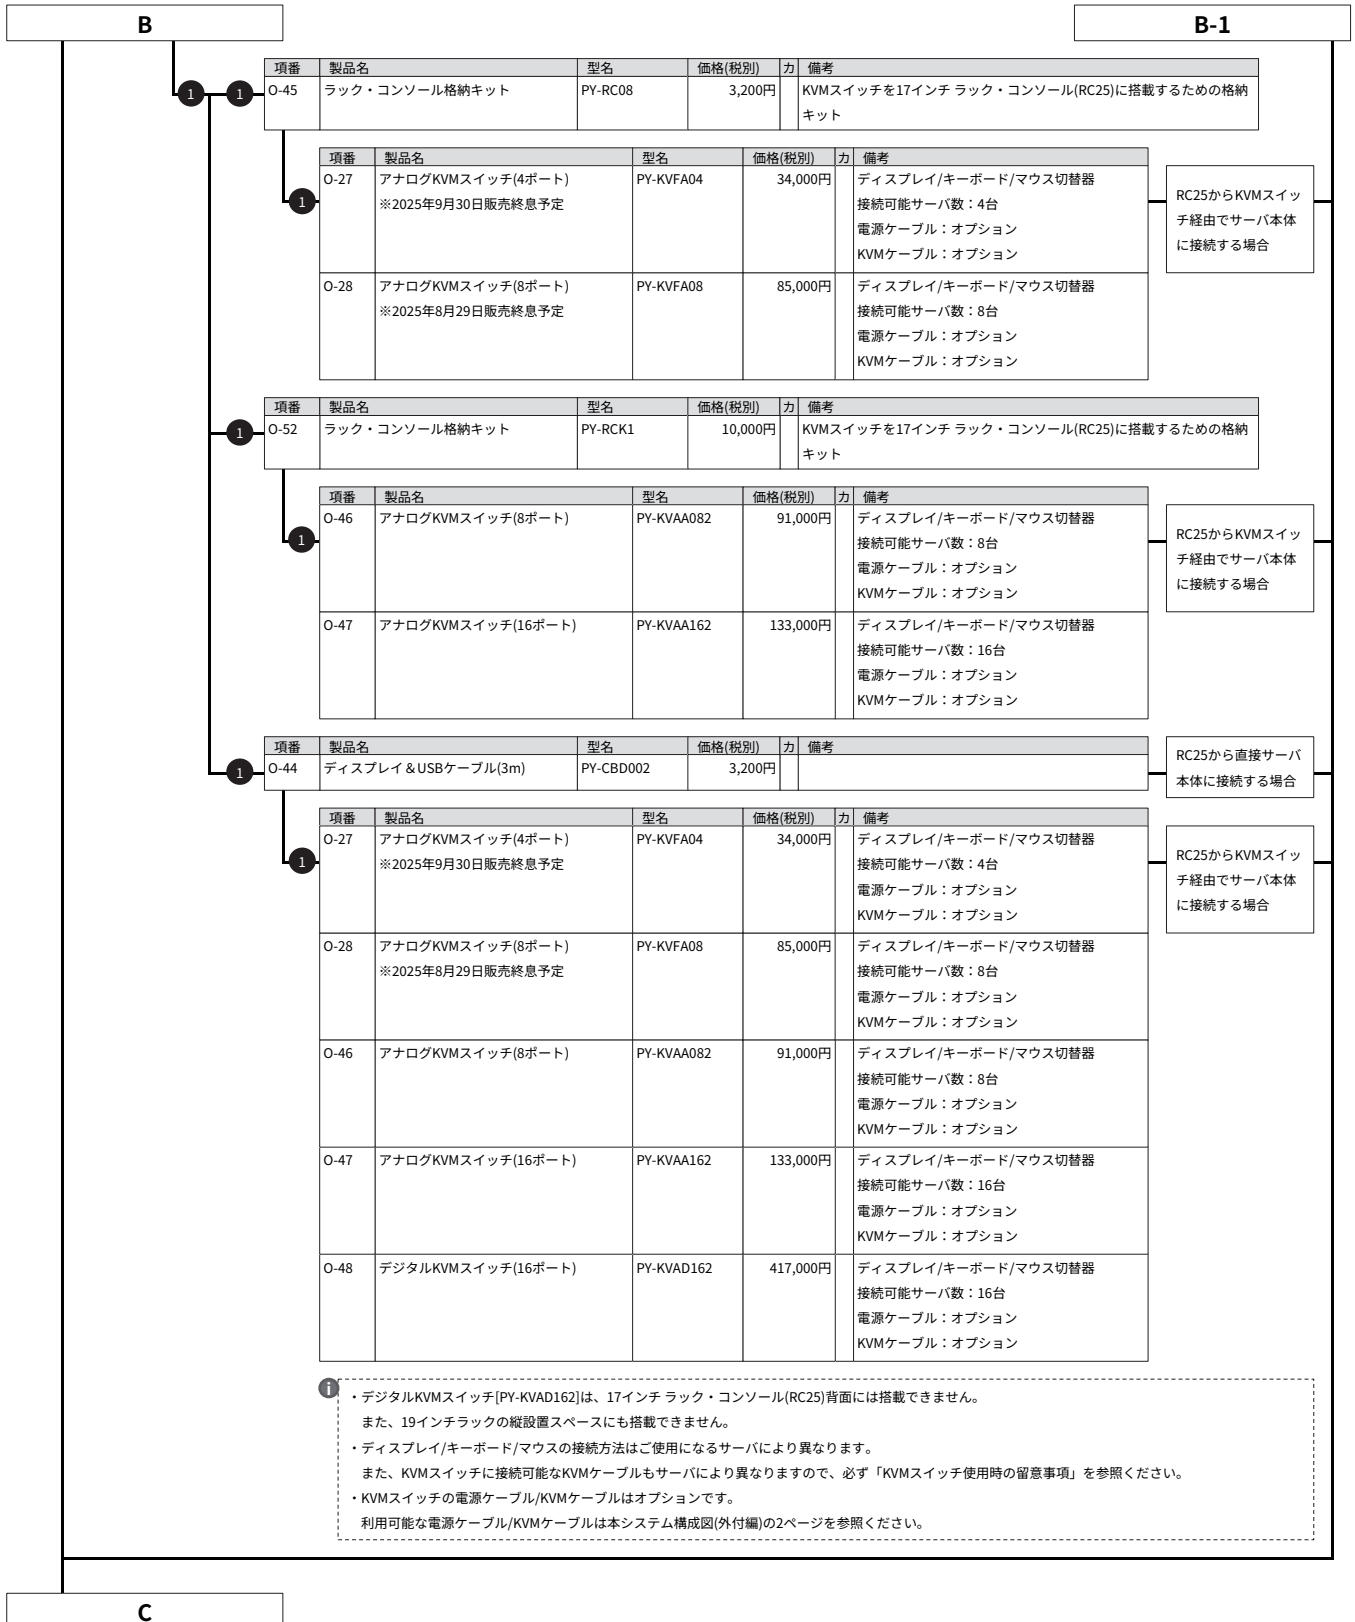 B
B-1
項番 製品名 型名 価格(税別) カ 備考
1 1 O-45 ラック・コンソール格納キット PY-RC08 3,200円 KVMスイッチを17インチ ラック・コンソール(RC25)に搭載するための格納
キット
項番 製品名 型名 価格(税別) カ 備考
1 O-27 アナログKVMスイッチ(4ポート) PY-KVFA04 34,000円 ディスプレイ/キーボード/マウス切替器
※2025年9月30日販売終息予定 接続可能サーバ数：4台
電源ケーブル：オプション
KVMケーブル：オプション
RC25からKVMスイッ
チ経由でサーバ本体
に接続する場合
O-28 アナログKVMスイッチ(8ポート) PY-KVFA08 85,000円 ディスプレイ/キーボード/マウス切替器
※2025年8月29日販売終息予定 接続可能サーバ数：8台
電源ケーブル：オプション
KVMケーブル：オプション
項番 製品名 型名 価格(税別) カ 備考
1 O-52 ラック・コンソール格納キット PY-RCK1 10,000円 KVMスイッチを17インチ ラック・コンソール(RC25)に搭載するための格納
キット
項番 製品名 型名 価格(税別) カ 備考
1 O-46 アナログKVMスイッチ(8ポート) PY-KVAA082 91,000円 ディスプレイ/キーボード/マウス切替器
接続可能サーバ数：8台
電源ケーブル：オプション
KVMケーブル：オプション
RC25からKVMスイッ
チ経由でサーバ本体
に接続する場合
O-47 アナログKVMスイッチ(16ポート) PY-KVAA162 133,000円 ディスプレイ/キーボード/マウス切替器
接続可能サーバ数：16台
電源ケーブル：オプション
KVMケーブル：オプション
項番 製品名 型名 価格(税別) カ 備考
1 O-44 ディスプレイ＆USBケーブル(3m) PY-CBD002 3,200円
RC25から直接サーバ
本体に接続する場合
項番 製品名 型名 価格(税別) カ 備考
1 O-27 アナログKVMスイッチ(4ポート) PY-KVFA04 34,000円 ディスプレイ/キーボード/マウス切替器
※2025年9月30日販売終息予定 接続可能サーバ数：4台
電源ケーブル：オプション
KVMケーブル：オプション
RC25からKVMスイッ
チ経由でサーバ本体
に接続する場合
O-28 アナログKVMスイッチ(8ポート) PY-KVFA08 85,000円 ディスプレイ/キーボード/マウス切替器
※2025年8月29日販売終息予定 接続可能サーバ数：8台
電源ケーブル：オプション
KVMケーブル：オプション
O-46 アナログKVMスイッチ(8ポート) PY-KVAA082 91,000円 ディスプレイ/キーボード/マウス切替器
接続可能サーバ数：8台
電源ケーブル：オプション
KVMケーブル：オプション
O-47 アナログKVMスイッチ(16ポート) PY-KVAA162 133,000円 ディスプレイ/キーボード/マウス切替器
接続可能サーバ数：16台
電源ケーブル：オプション
KVMケーブル：オプション
O-48 デジタルKVMスイッチ(16ポート) PY-KVAD162 417,000円 ディスプレイ/キーボード/マウス切替器
接続可能サーバ数：16台
電源ケーブル：オプション
KVMケーブル：オプション
i
・デジタルKVMスイッチ[PY-KVAD162]は、17インチ ラック・コンソール(RC25)背面には搭載できません。
また、19インチラックの縦設置スペースにも搭載できません。
・ディスプレイ/キーボード/マウスの接続方法はご使用になるサーバにより異なります。
また、KVMスイッチに接続可能なKVMケーブルもサーバにより異なりますので、必ず「KVMスイッチ使用時の留意事項」を参照ください。
・KVMスイッチの電源ケーブル/KVMケーブルはオプションです。
利用可能な電源ケーブル/KVMケーブルは本システム構成図(外付編)の2ページを参照ください。
C